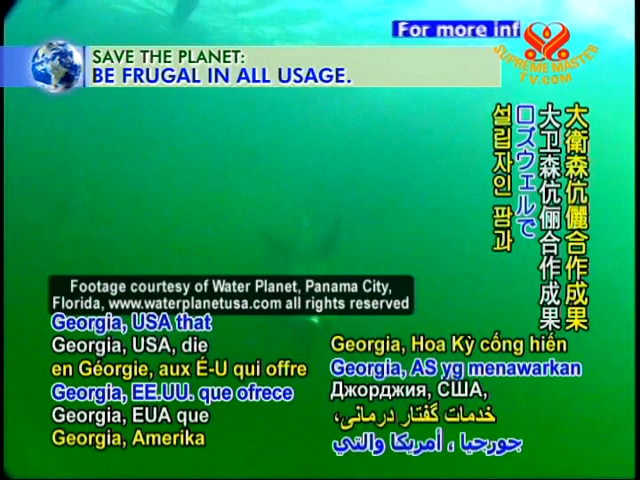 For more inf
SUPREME MASTER
TV.COM
SAVE THE PLANET:
BE FRUGAL IN ALL USAGE.
大衛森伉儷合作成果
大卫森伉俪合作成果
ロズウェルで
설립자인 팜과
Footage courtesy of Water Planet, Panama City,
Florida, www.waterplanetusa.com all rights reserved
Georgia, USA that
Georgia, USA, die
en Géorgie, aux É-U qui offre
Georgia, EE.UU. que ofrece
Georgia, EUA que
Georgia, Amerika
Georgia, Hoa Kỳ cống hiến
Georgia, AS yg menawarkan
Джорджия, США,
خدمات گفتار درمانی،
جورجيا ، أمريكا والتي